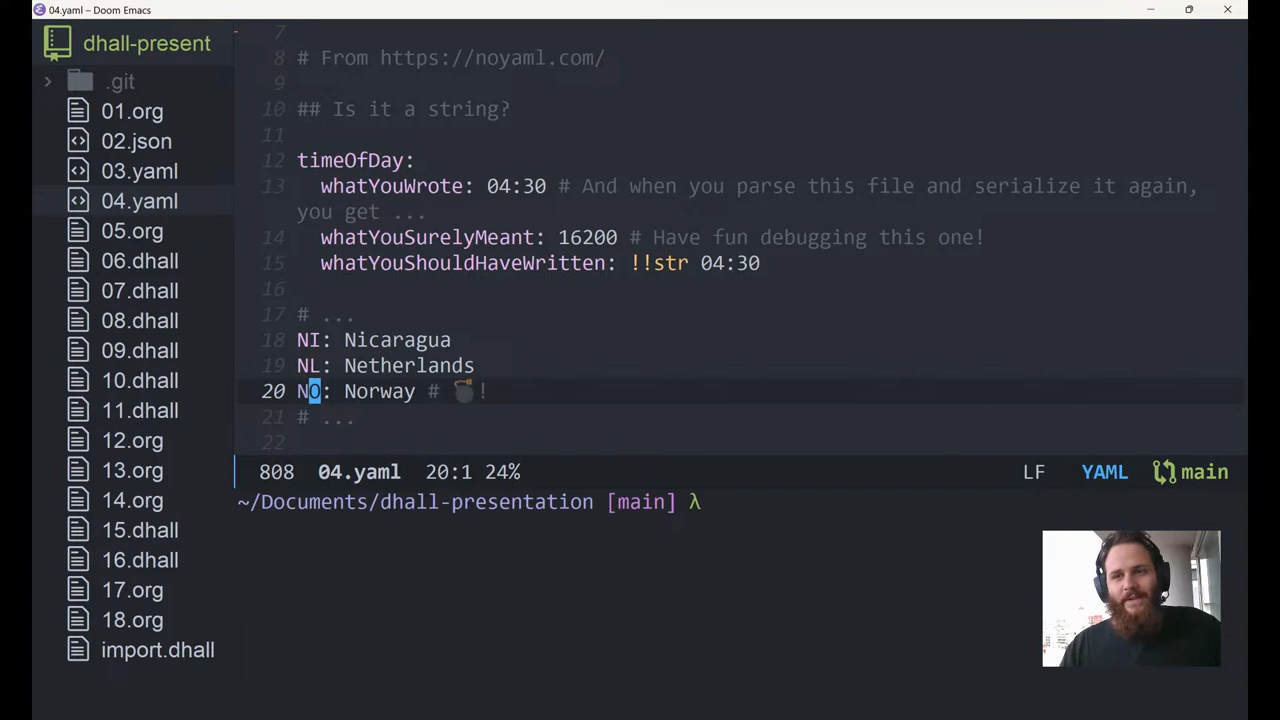 04.yaml – Doom Emacs
dhall-present
.git
01.org
02.json
03.yaml
04.yaml
05.org
06.dhall
07.dhall
08.dhall
09.dhall
10.dhall
11.dhall
12.org
13.org
14.org
15.dhall
16.dhall
17.org
18.org
import.dhall
7
8 # From https://noyaml.com/
9
10 ## Is it a string?
11
12 timeOfDay:
13 whatYouWrote: 04:30 # And when you parse this file and serialize it again,
you get ...
14 whatYouSurelyMeant: 16200 # Have fun debugging this one!
15 whatYouShouldHaveWritten: !!str 04:30
16
17 # ...
18 NI: Nicaragua
19 NL: Netherlands
20 NO: Norway # 💣!
21 # ...
22
808 04.yaml 20:1 24% LF YAML main
~/Documents/dhall-presentation [main] λ